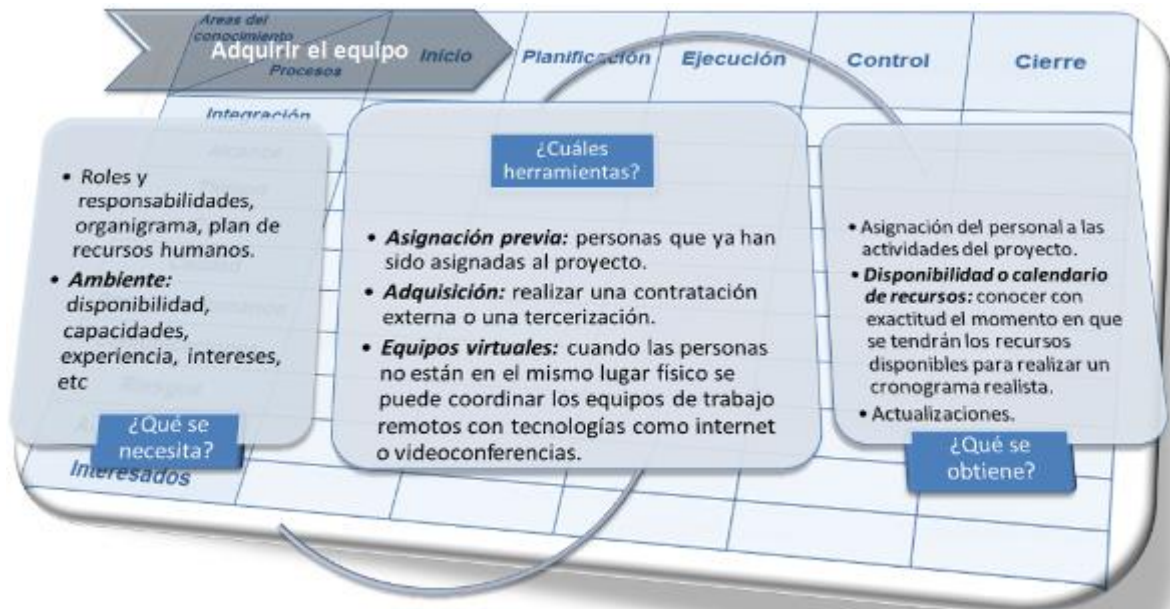 Areas del
conocimiento
Procesos
Adquirir el equipo
Inicio
Planificación
Ejecución
Control
Cierre
Integración
• Roles y
responsabilidades,
organigrama, plan de
recursos humanos.
• Ambiente:
disponibilidad,
capacidades,
experiencia, intereses,
etc
¿Qué se
necesita?
Interesados
¿Cuáles
herramientas?
• Asignación previa: personas que ya han
sido asignadas al proyecto.
• Adquisición: realizar una contratación
externa o una tercerización.
• Equipos virtuales: cuando las personas
no están en el mismo lugar físico se
puede coordinar los equipos de trabajo
remotos con tecnologías como internet
o videoconferencias.
• Asignación del personal a las
actividades del proyecto.
• Disponibilidad o calendario
de recursos: conocer con
exactitud el momento en que
se tendrán los recursos
disponibles para realizar un
cronograma realista.
• Actualizaciones.
¿Qué se
obtiene?